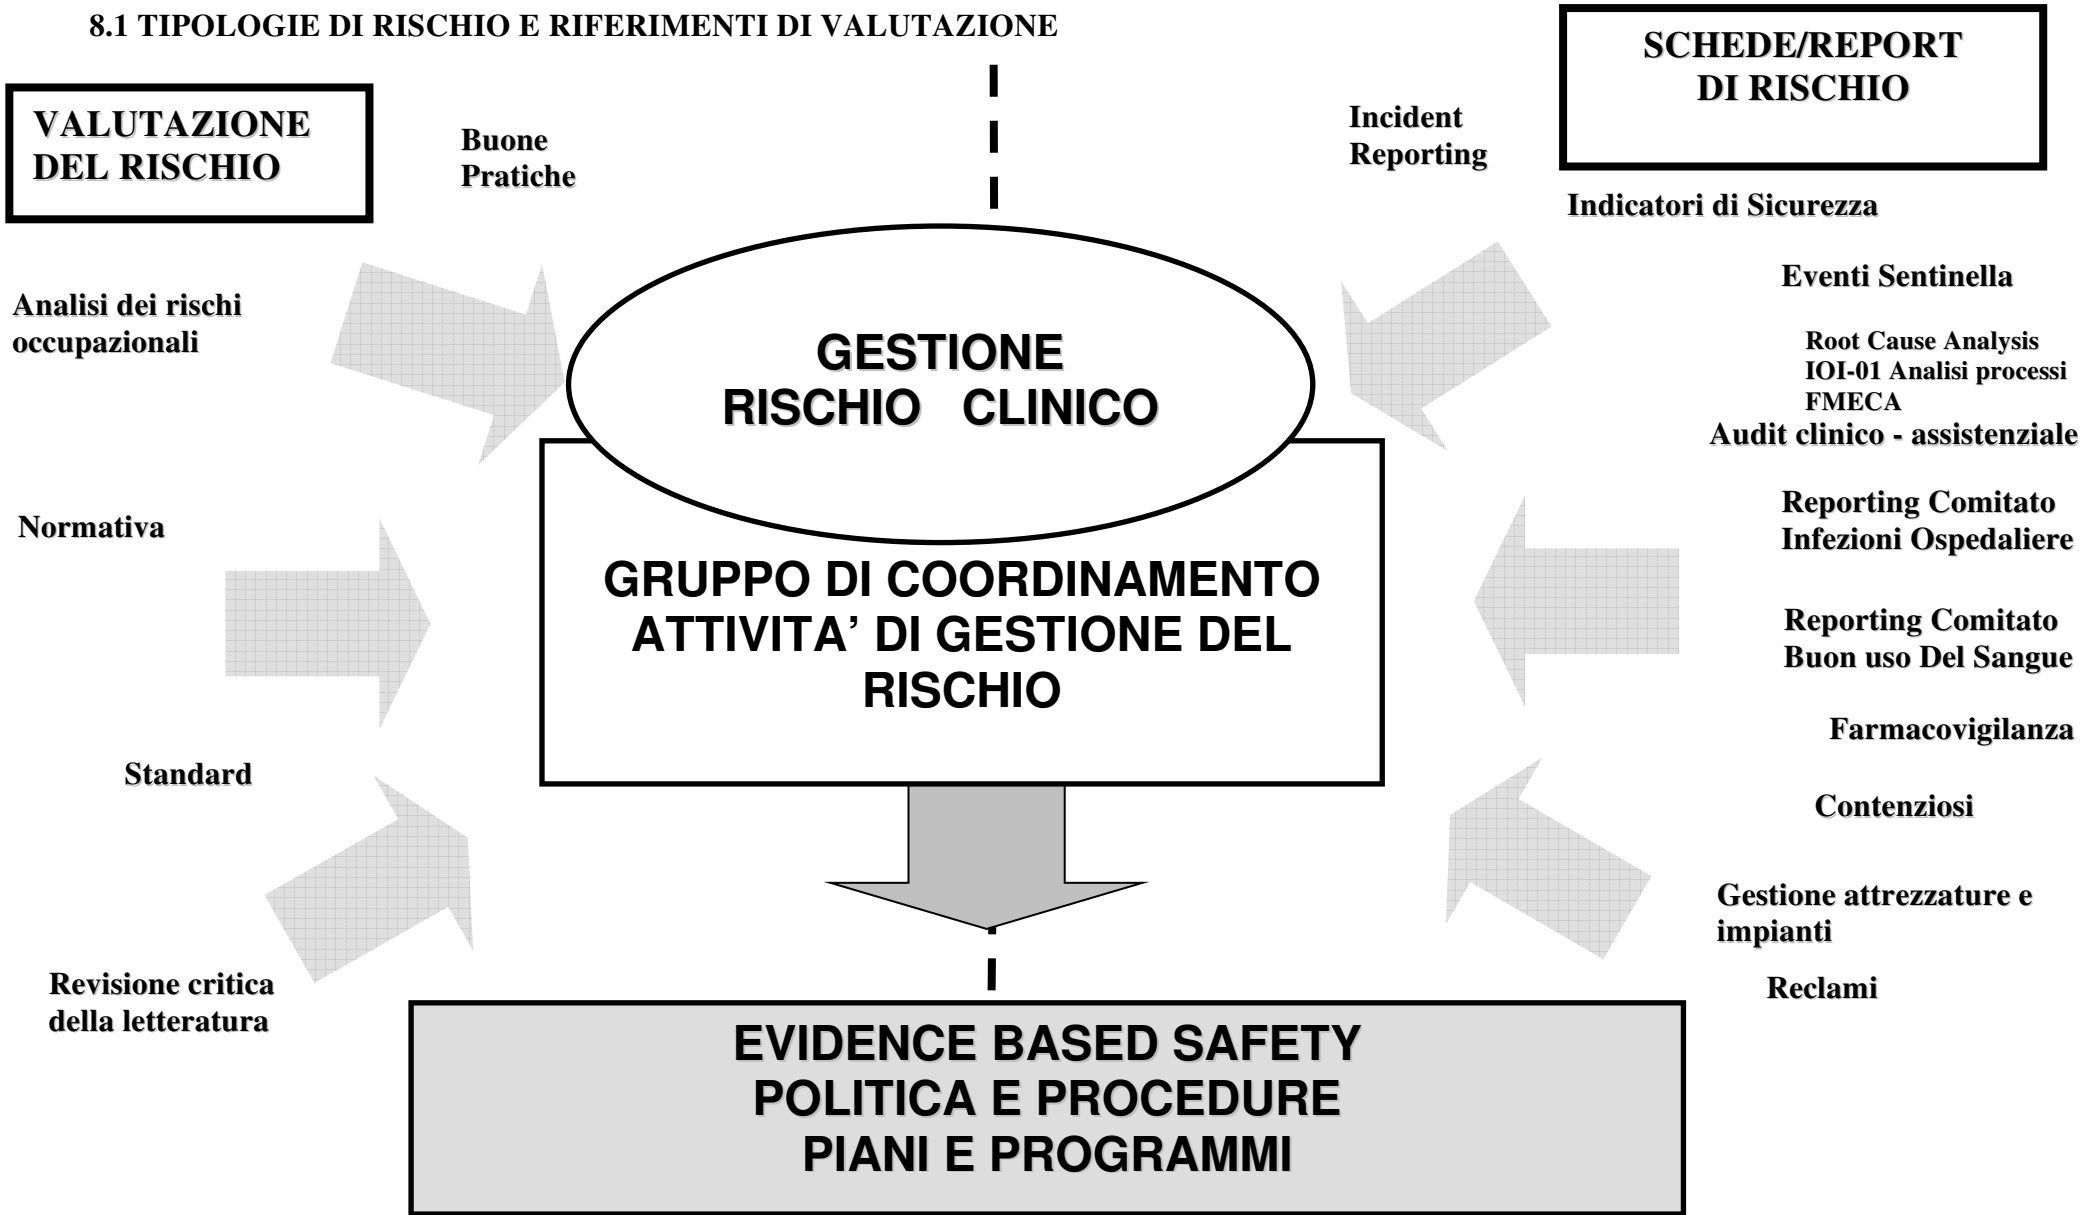 8.1 TIPOLOGIE DI RISCHIO E RIFERIMENTI DI VALUTAZIONE
VALUTAZIONE
DEL RISCHIO
Buone
Pratiche
Analisi dei rischi
occupazionali
Normativa
Standard
Revisione critica
della letteratura
GESTIONE
RISCHIO CLINICO
GRUPPO DI COORDINAMENTO
ATTIVITA’ DI GESTIONE DEL
RISCHIO
EVIDENCE BASED SAFETY
POLITICA E PROCEDURE
PIANI E PROGRAMMI
SCHEDE/REPORT
DI RISCHIO
Incident
Reporting
Indicatori di Sicurezza
Eventi Sentinella
Root Cause Analysis
IOI-01 Analisi processi
FMECA
Audit clinico - assistenziale
Reporting Comitato
Infezioni Ospedaliere
Reporting Comitato
Buon uso Del Sangue
Farmacovigilanza
Contenziosi
Gestione attrezzature e
impianti
Reclami